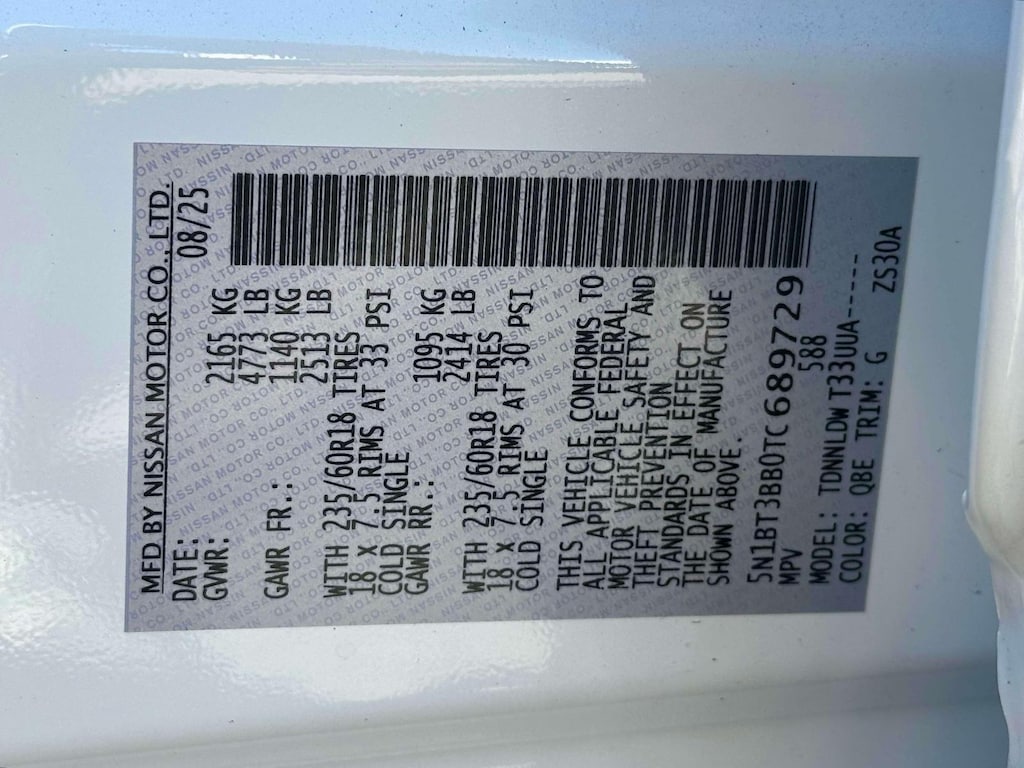 MFD BY NISSAN MOTOR CO., LTD.
DATE: 08/25
GVWR: 2165 KG
4773 LB
GAWR FR.: 1140 KG
2513 LB
WITH 235/60R18 TIRES
18 x 7.5 RIMS AT 33 PSI
COLD SINGLE
GAWR RR.: 1095 KG
2414 LB
WITH 235/60R18 TIRES
18 x 7.5 RIMS AT 30 PSI
COLD SINGLE
THIS VEHICLE CONFORMS TO
ALL APPLICABLE FEDERAL
MOTOR VEHICLE SAFETY AND
THEFT PREVENTION
STANDARDS IN EFFECT ON
THE DATE OF MANUFACTURE
SHOWN ABOVE.
5N1BT3BB0TC689729
MPV 588
MODEL: TDNNLDW T33UUA-----
COLOR: QBE TRIM: G ZS30A